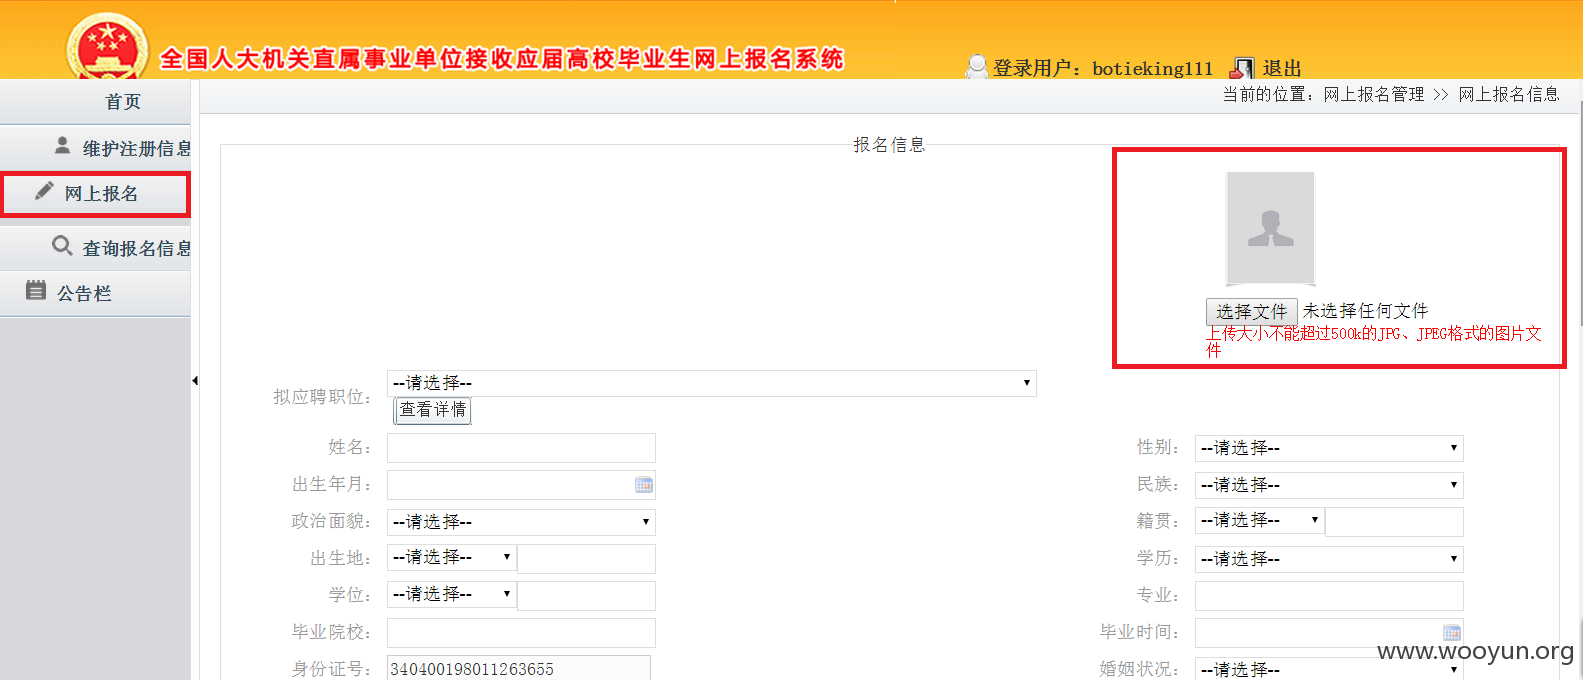 全国人大机关直属事业单位接收应届高校毕业生网上报名系统
登录用户：botieking111 退出
首页
当前的位置：网上报名管理 >> 网上报名信息
维护注册信息
网上报名
查询报名信息
公告栏
报名信息
选择文件 未选择任何文件
上传大小不能超过500k的JPG、JPEG格式的图片文
件
拟应聘职位： --请选择--
查看详情
姓名： 性别： --请选择--
出生年月： 民族： --请选择--
政治面貌： --请选择-- 籍贯： --请选择--
出生地： --请选择-- 学历： --请选择--
学位： --请选择-- 专业：
毕业院校： 毕业时间：
www.wooyun.org
身份证号： 340400198011263655 婚姻状况： --请选择--